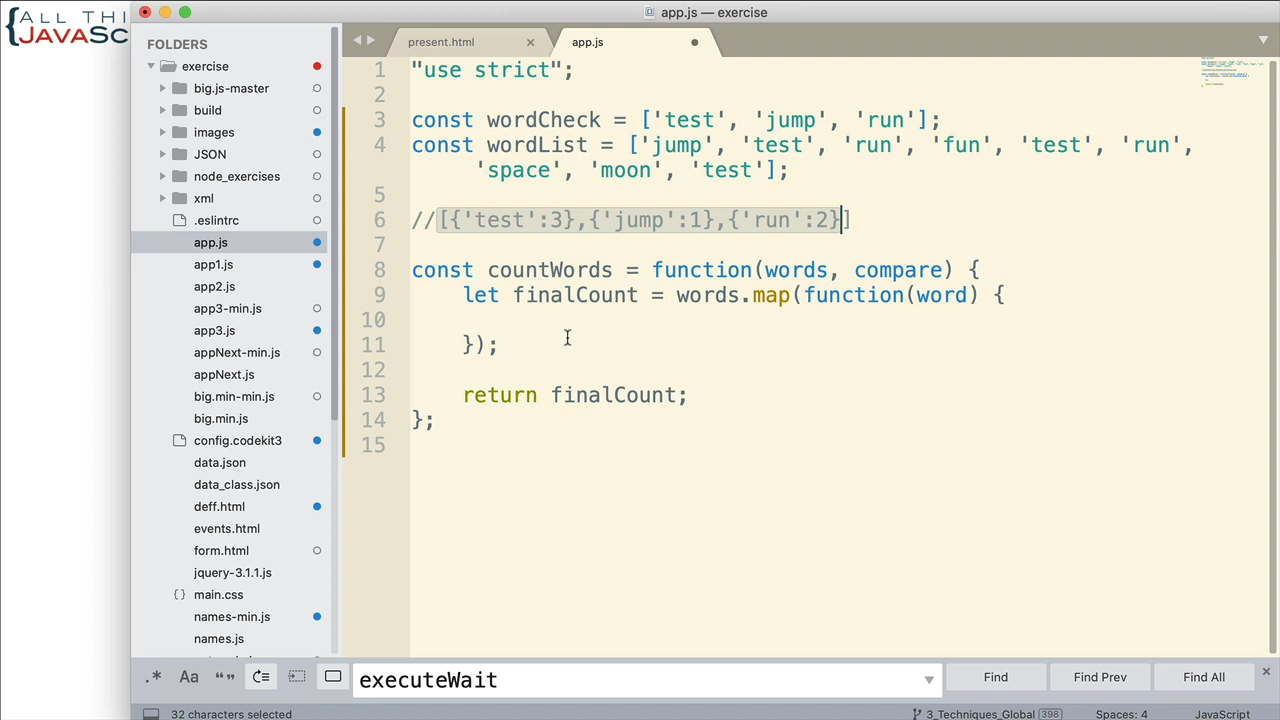 {ALL THI
JAVASC
app.js — exercise
FOLDERS
exercise
big.js-master
build
images
JSON
node_exercises
xml
.eslintrc
app.js
app1.js
app2.js
app3-min.js
app3.js
appNext-min.js
appNext.js
big.min-min.js
big.min.js
config.codekit3
data.json
data_class.json
deff.html
events.html
form.html
jquery-3.1.1.js
{} main.css
names-min.js
names.js
present.html ×
app.js
1 "use strict";
2
3 const wordCheck = ['test', 'jump', 'run'];
4 const wordList = ['jump', 'test', 'run', 'fun', 'test', 'run',
'space', 'moon', 'test'];
5
6 //[{'test':3},{'jump':1},{'run':2}]
7
8 const countWords = function(words, compare) {
9 let finalCount = words.map(function(word) {
10
11 });
12
13 return finalCount;
14 };
15
.* Aa “” executeWait Find Find Prev Find All ×
32 characters selected 3_Techniques_Global 398 Spaces: 4 JavaScript